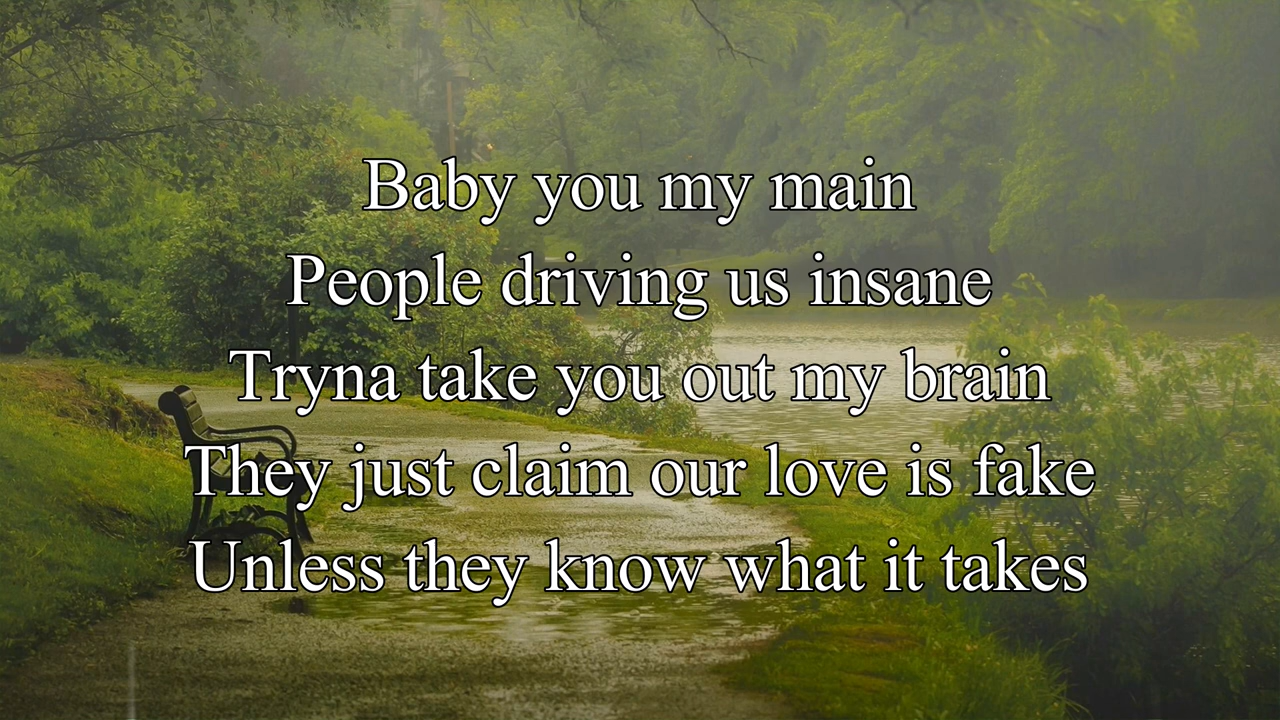 Baby you my main
People driving us insane
Tryna take you out my brain
They just claim our love is fake
Unless they know what it takes